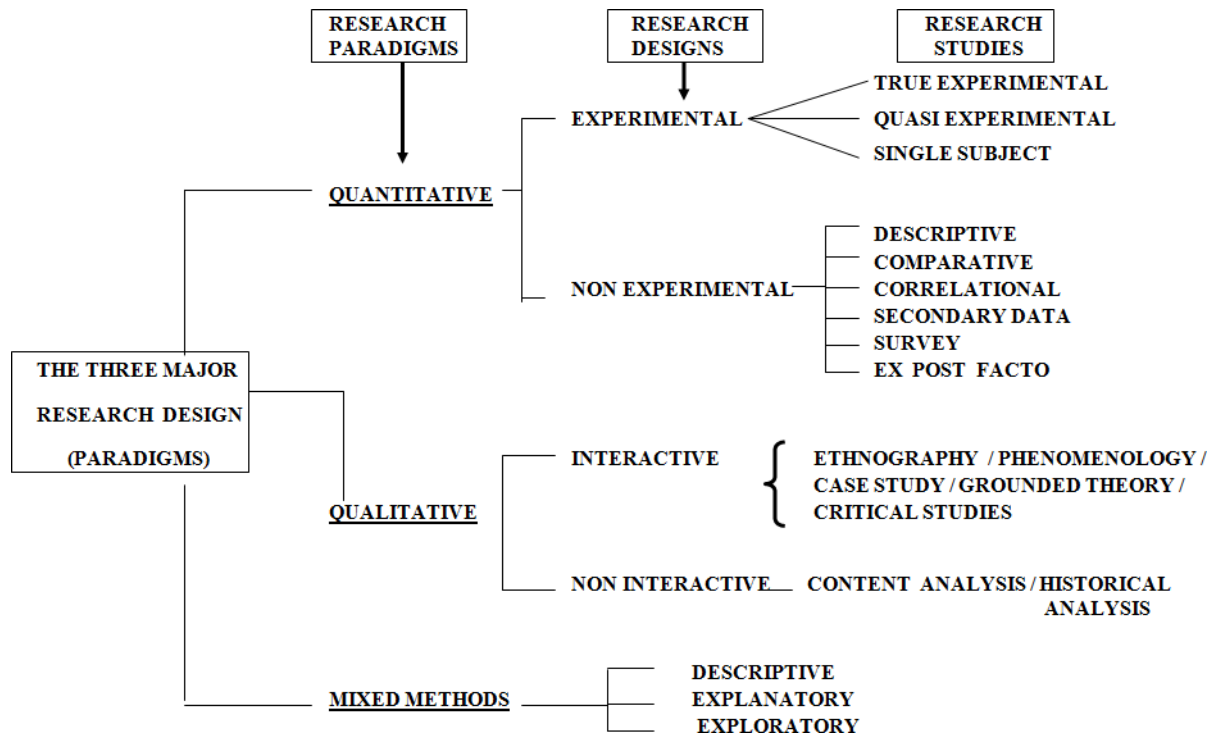 RESEARCH
PARADIGMS
RESEARCH
DESIGNS
RESEARCH
STUDIES
TRUE EXPERIMENTAL
EXPERIMENTAL
QUASI EXPERIMENTAL
SINGLE SUBJECT
QUANTITATIVE
DESCRIPTIVE
COMPARATIVE
NON EXPERIMENTAL
CORRELATIONAL
SECONDARY DATA
SURVEY
EX POST FACTO
THE THREE MAJOR
RESEARCH DESIGN
(PARADIGMS)
INTERACTIVE
ETHNOGRAPHY / PHENOMENOLOGY /
CASE STUDY / GROUNDED THEORY /
CRITICAL STUDIES
QUALITATIVE
NON INTERACTIVE
CONTENT ANALYSIS / HISTORICAL
ANALYSIS
MIXED METHODS
DESCRIPTIVE
EXPLANATORY
EXPLORATORY